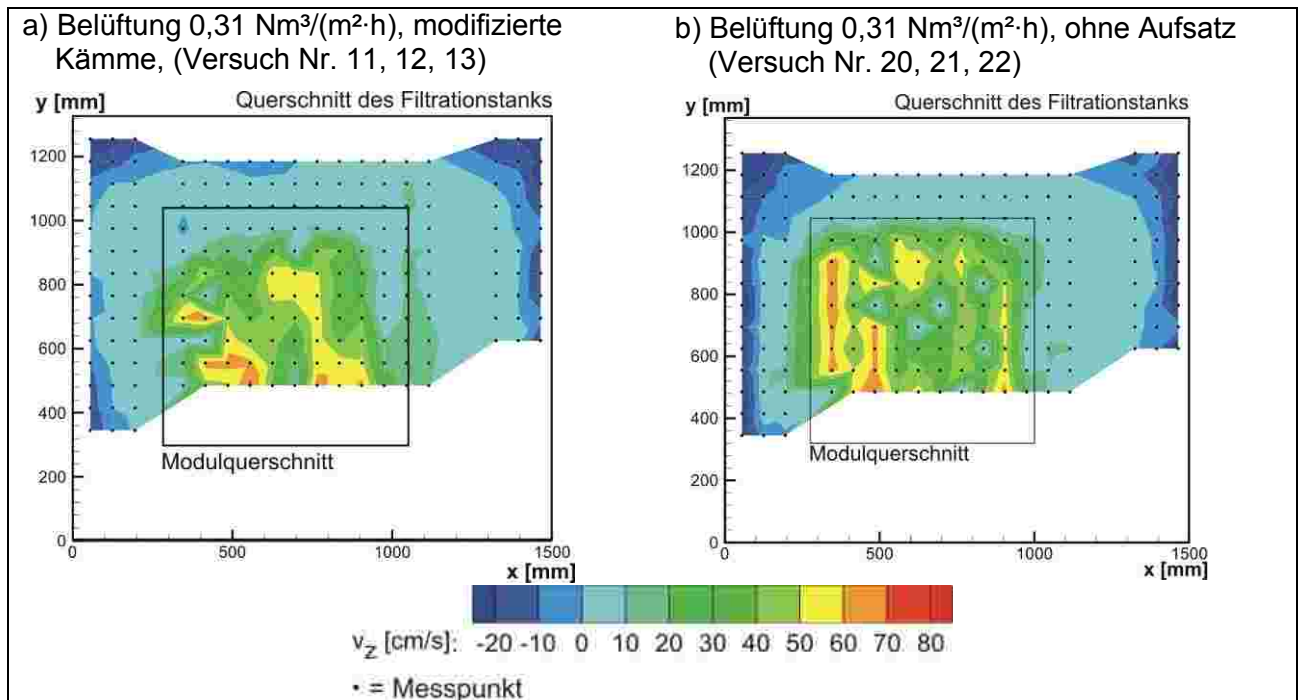 a) Belüftung 0,31 Nm³/(m²·h), modifizierte
Kämme, (Versuch Nr. 11, 12, 13)
y [mm]
Querschnitt des Filtrationstanks
1200
1000
800
600
400
200
0
Modulquerschnitt
0
500
1000
1500
x [mm]
b) Belüftung 0,31 Nm³/(m²·h), ohne Aufsatz
(Versuch Nr. 20, 21, 22)
y [mm]
Querschnitt des Filtrationstanks
1200
1000
800
600
400
200
0
Modulquerschnitt
0
500
1000
1500
x [mm]
vz [cm/s]: -20 -10 0 10 20 30 40 50 60 70 80
• = Messpunkt